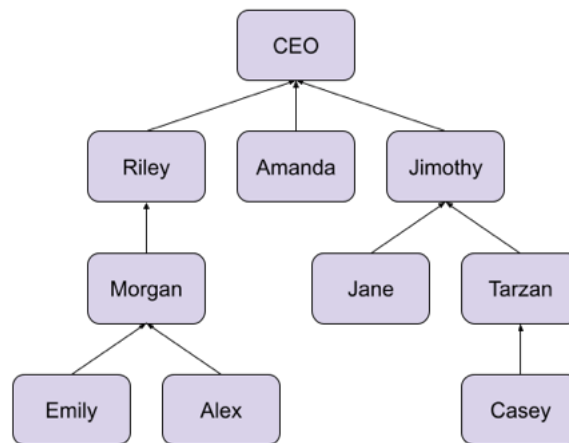 CEO
Riley
Amanda
Jimothy
Morgan
Jane
Tarzan
Emily
Alex
Casey